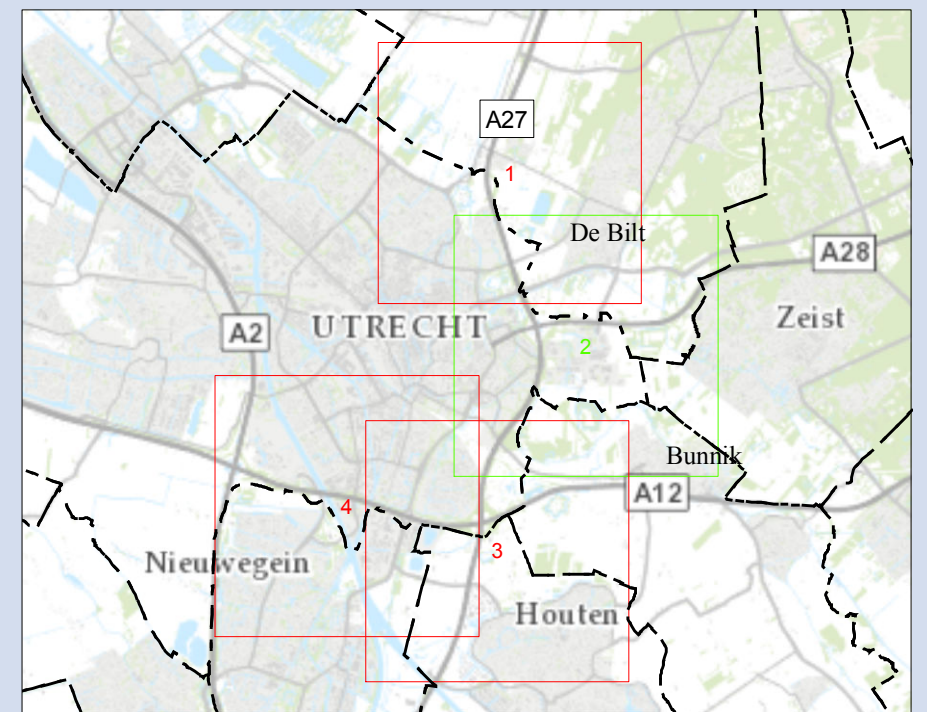 A27
1
De Bilt
A28
Zeist
UTRECHT
A2
2
Bunnik
A12
4
3
Nieuwegein
Houten